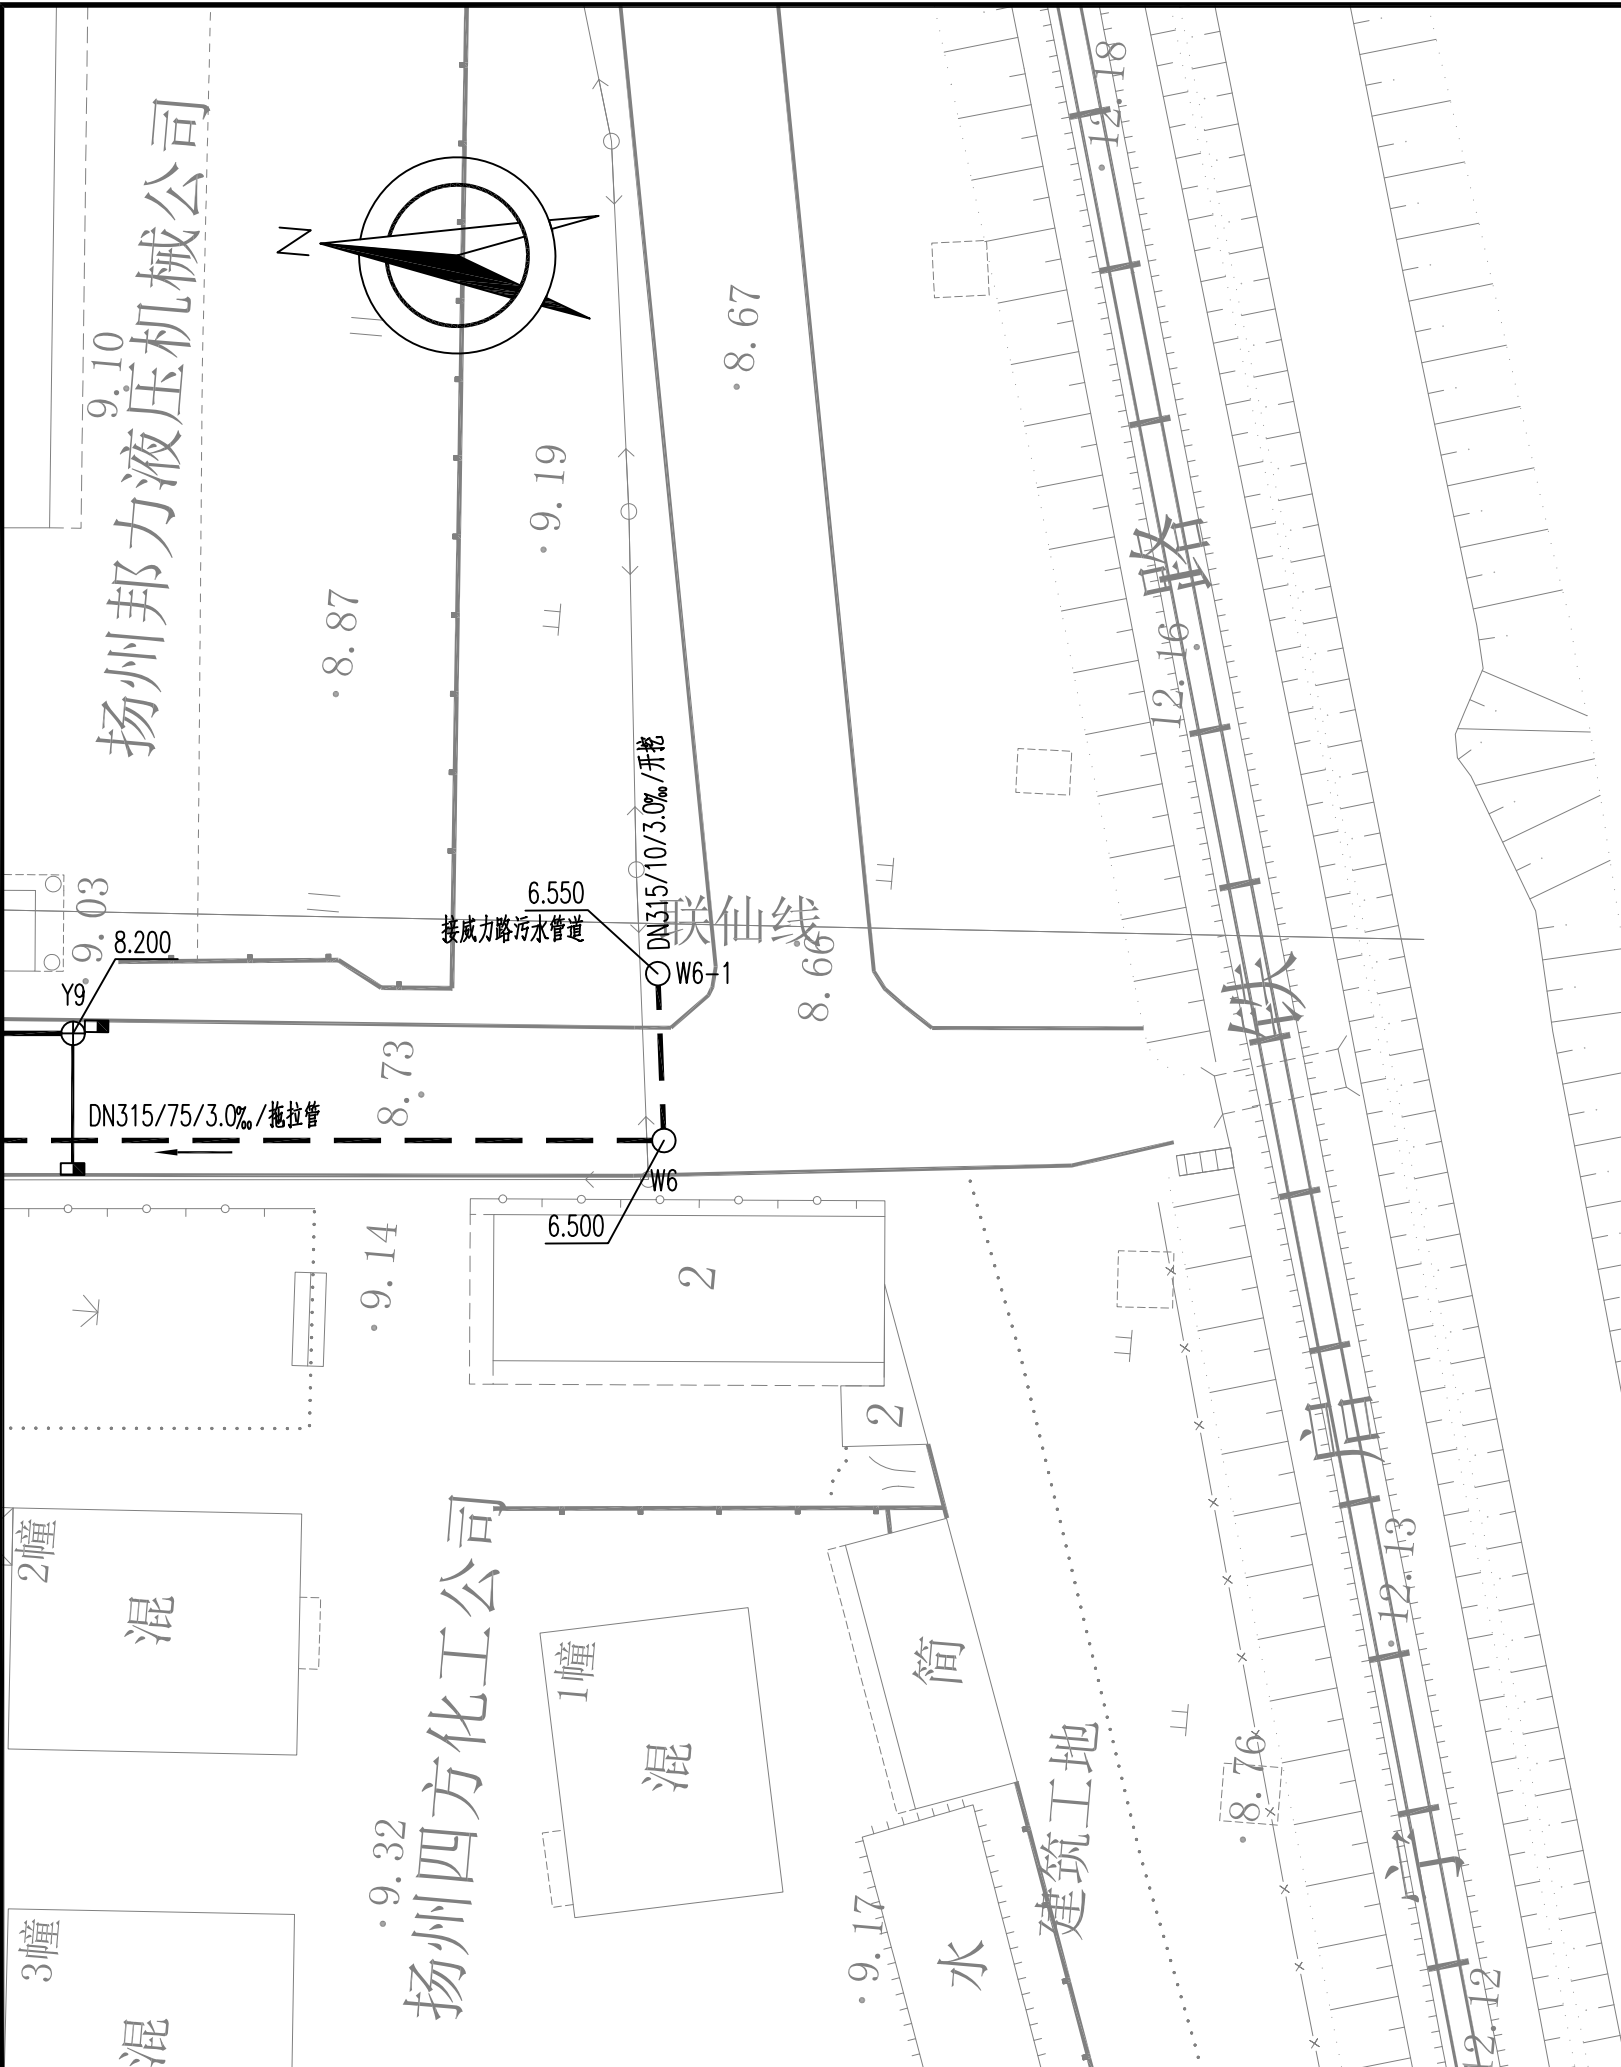 12.18
扬州邦力液压机械公司
N
8.67
9.10
9.19
8.87
路
12.16
DN315/10/3.0‰/开挖
6.550
接威力路污水管道
联仙线
9.03
8.200
W6-1
8.66
Y9
铁
8.73
DN315/75/3.0‰/拖拉管
W6
6.500
9.14
2
2
启
2幢
混
扬州四方化工公司
1幢
混
简
12.13
建筑工地
8.76
9.32
宁
9.17
3幢
水
混
12.12